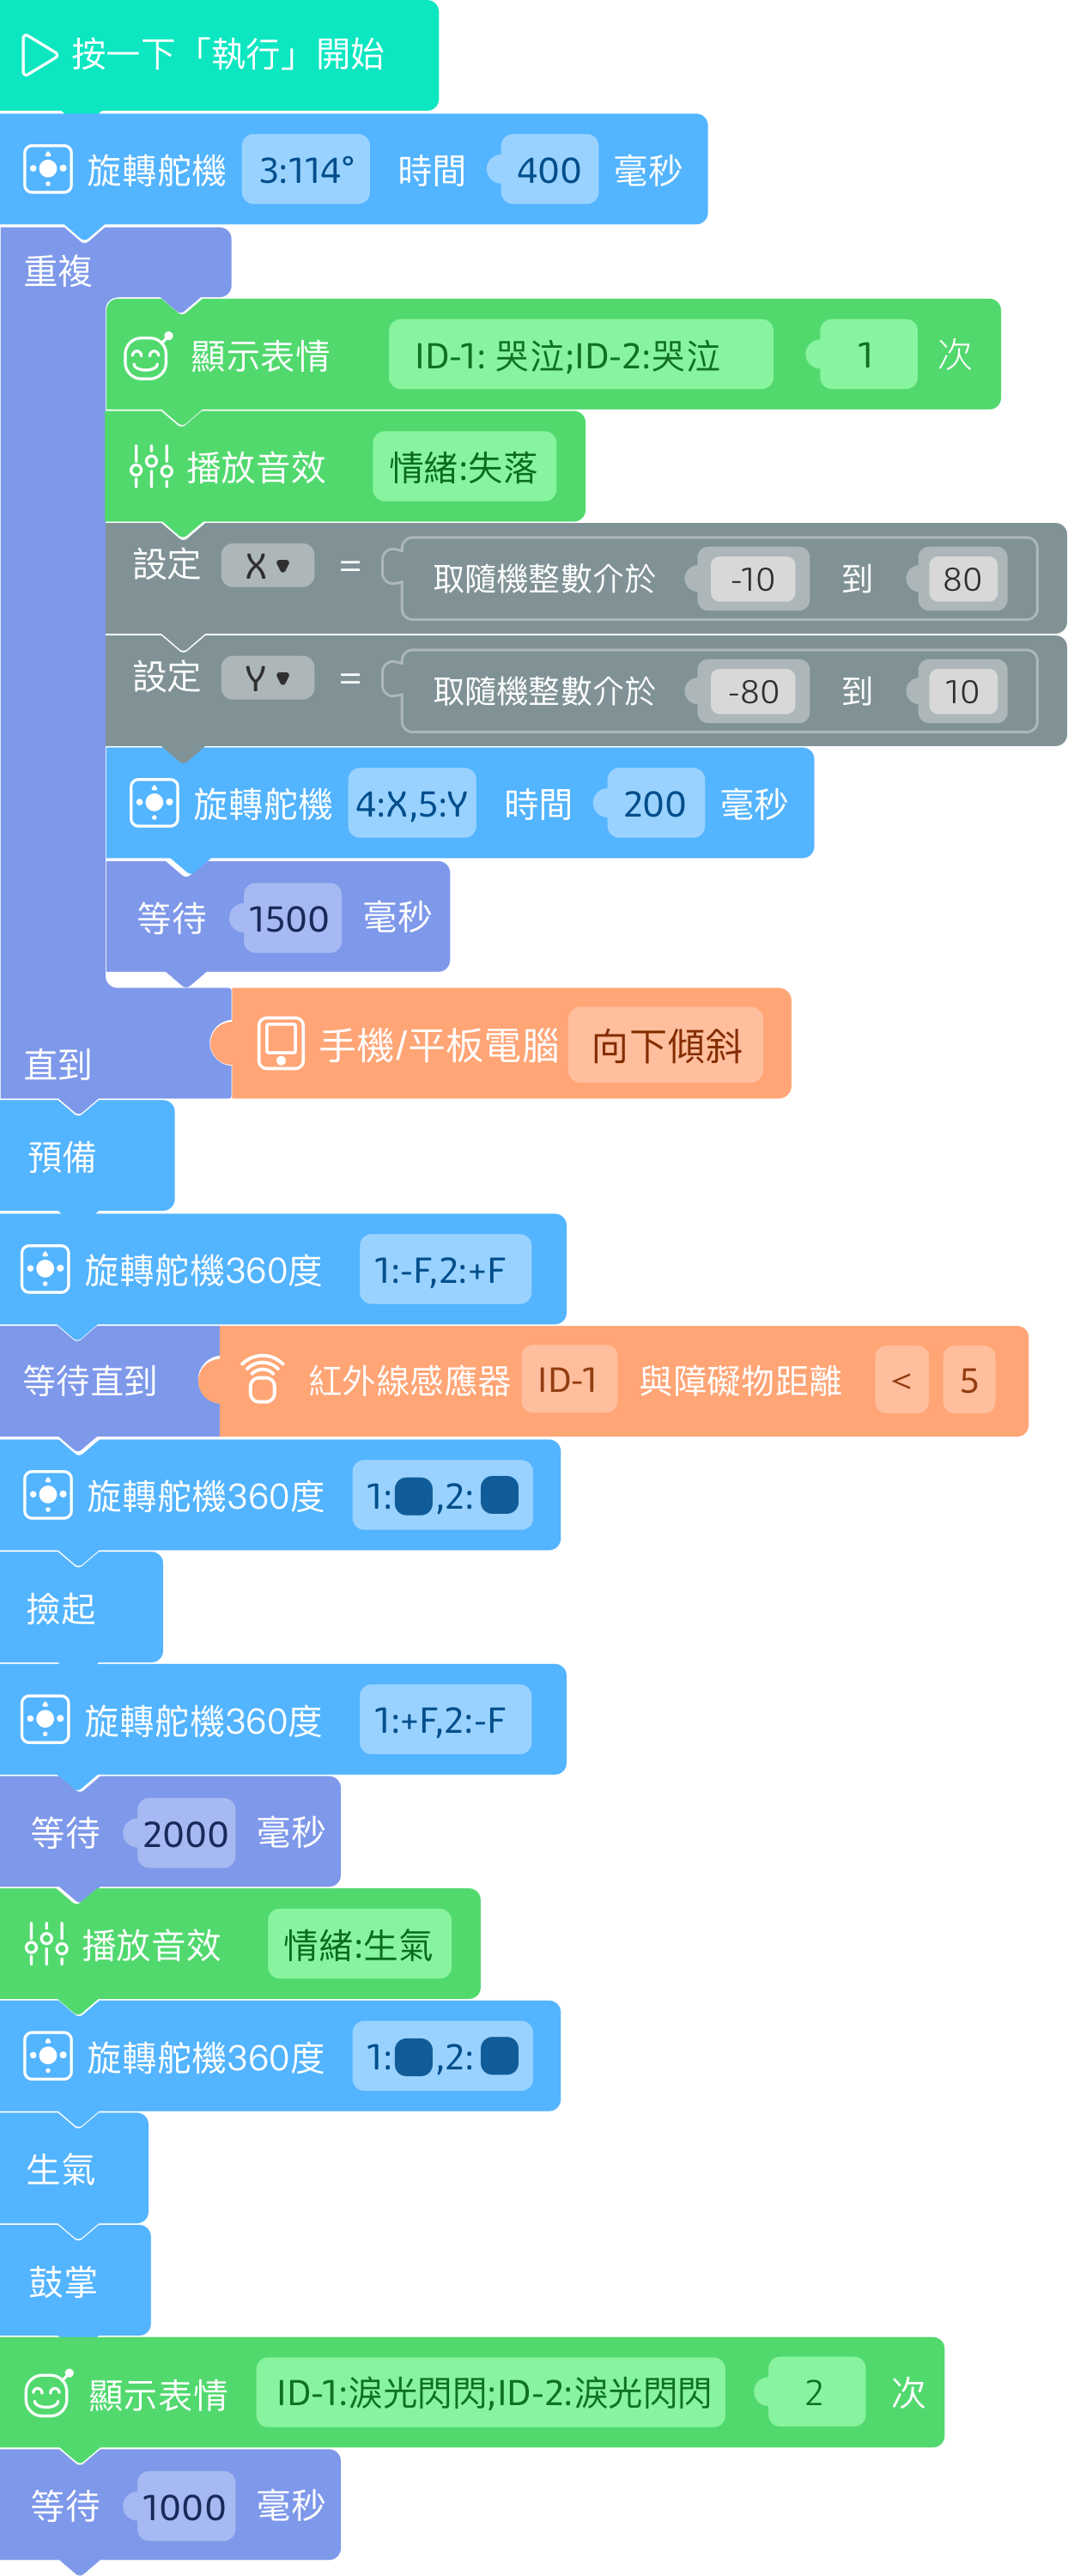 按一下「執行」開始
旋轉舵機 3:114° 時間 400 毫秒
重複
顯示表情 ID-1: 哭泣;ID-2:哭泣 1 次
播放音效 情緒:失落
設定 X = 取隨機整數介於 -10 到 80
設定 Y = 取隨機整數介於 -80 到 10
旋轉舵機 4:X,5:Y 時間 200 毫秒
等待 1500 毫秒
直到 手機/平板電腦 向下傾斜
預備
旋轉舵機360度 1:-F,2:+F
等待直到 紅外線感應器 ID-1 與障礙物距離 < 5
旋轉舵機360度 1: ,2:
撿起
旋轉舵機360度 1:+F,2:-F
等待 2000 毫秒
播放音效 情緒:生氣
旋轉舵機360度 1: ,2:
生氣
鼓掌
顯示表情 ID-1:淚光閃閃;ID-2:淚光閃閃 2 次
等待 1000 毫秒